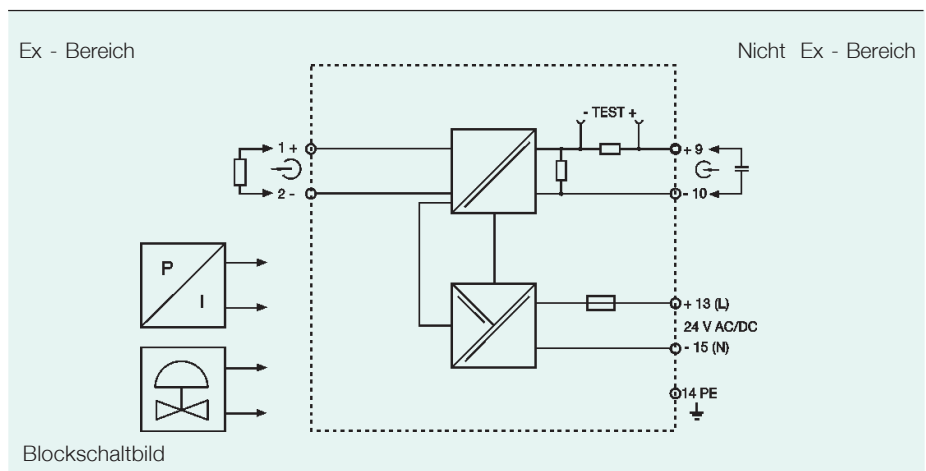 Ex - Bereich
Nicht Ex - Bereich
- TEST +
1 +
+ 9
2 -
- 10
P
I
+ 13 (L)
24 V AC/DC
- 15 (N)
14 PE
Blockschaltbild